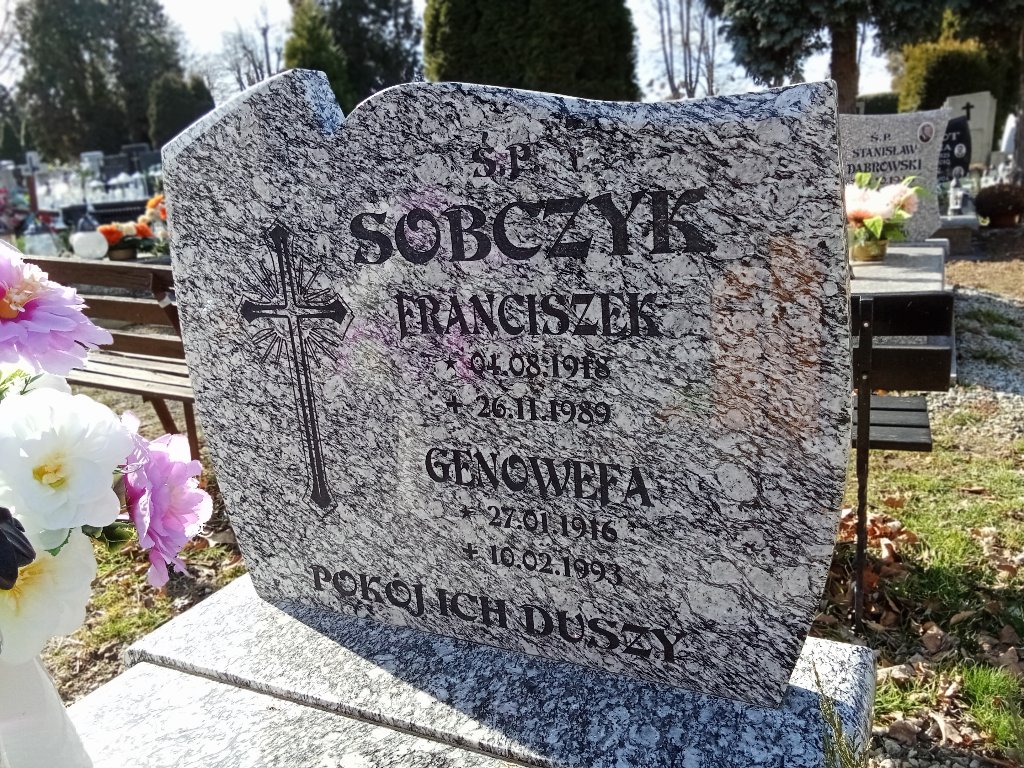 Ś.P.
SOBCZYK
FRANCISZEK
* 04.08.1918
+ 26.11.1989
GENOWEFA
* 27.01.1916
+ 10.02.1993
POKÓJ ICH DUSZY
Ś.P.
STANISŁAW
DĄBROWSKI